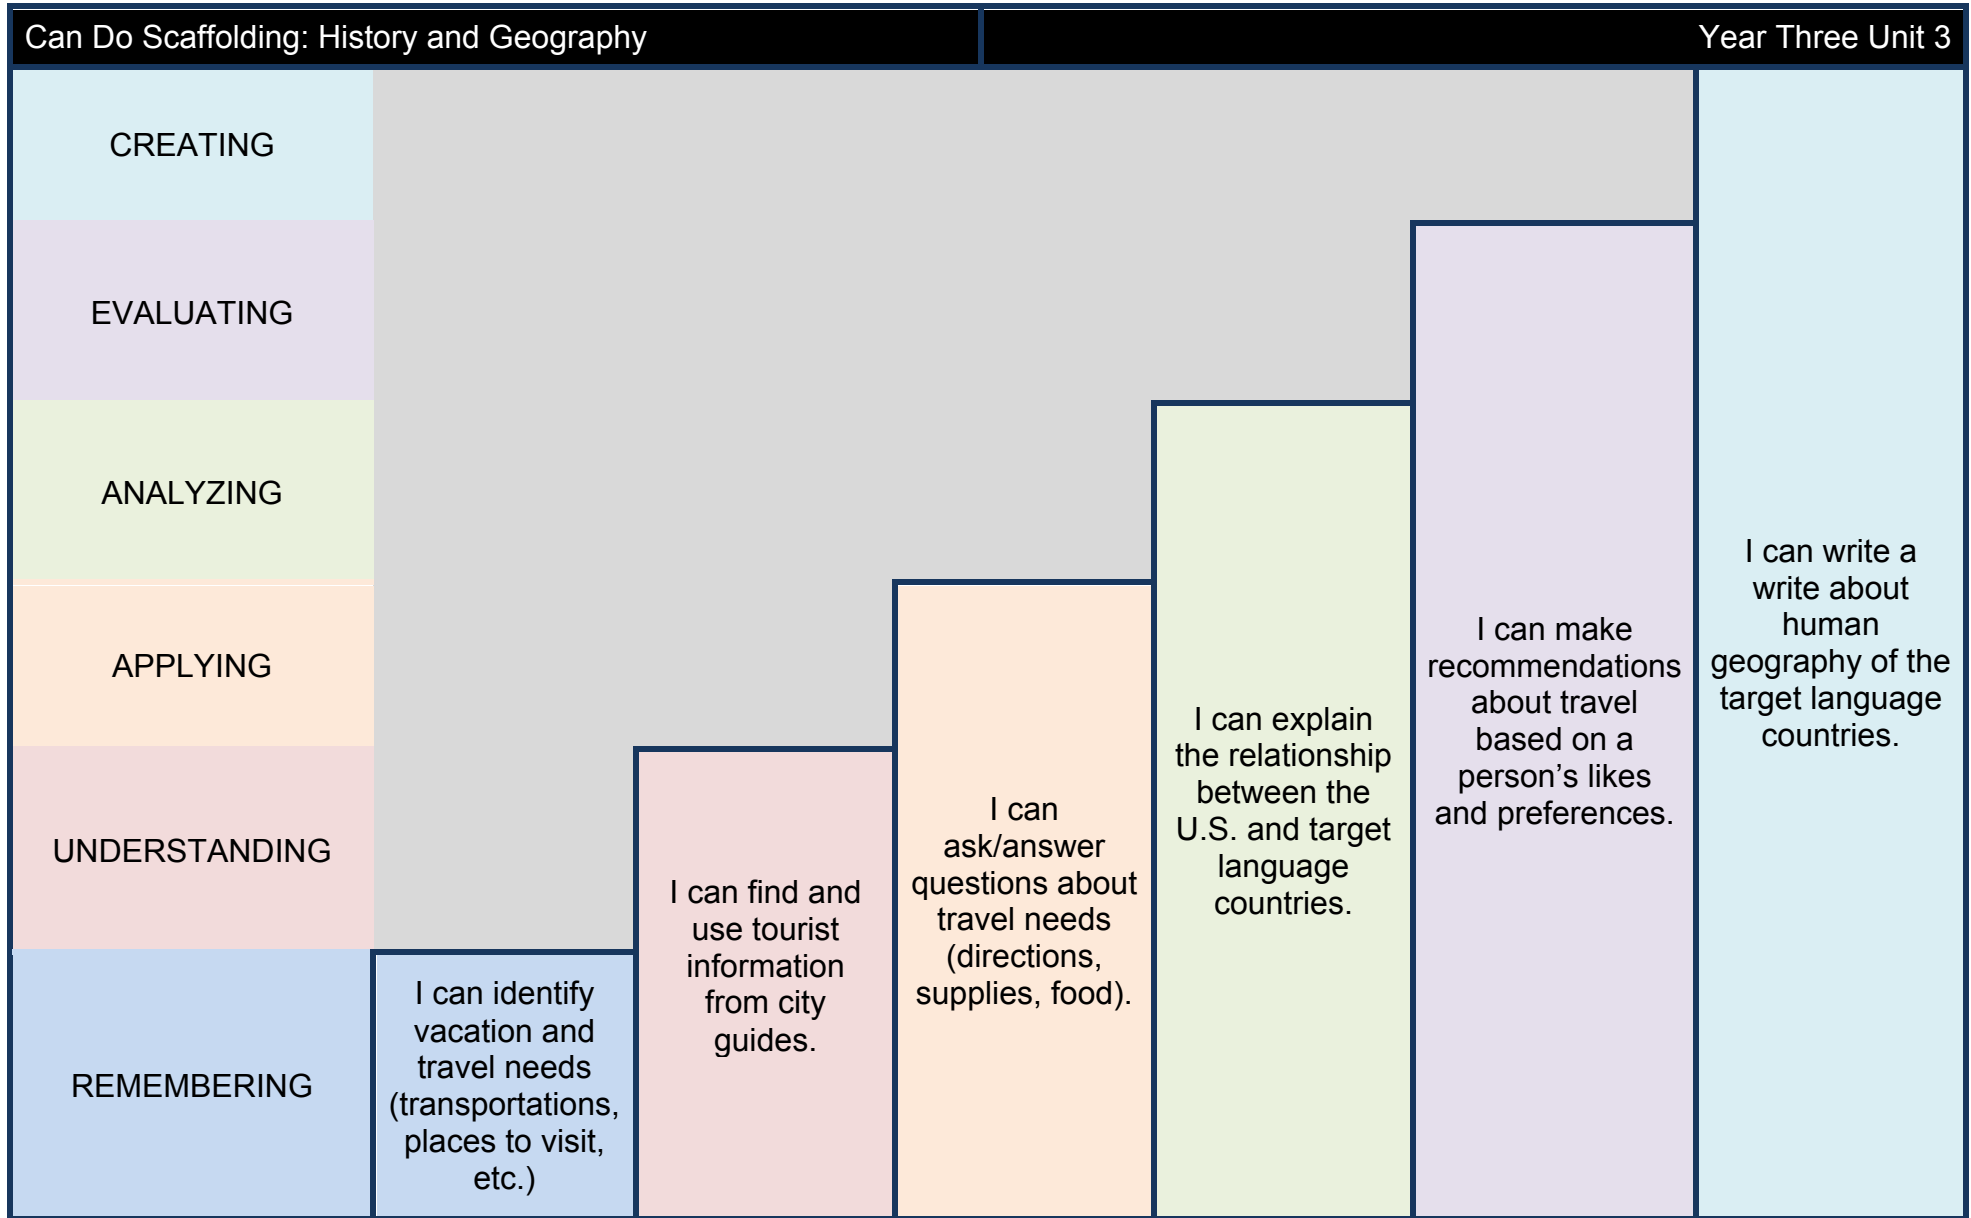 Can Do Scaffolding: History and Geography
Year Three Unit 3
CREATING
EVALUATING
ANALYZING
APPLYING
UNDERSTANDING
REMEMBERING
I can identify
vacation and
travel needs
(transportations,
places to visit,
etc.)
I can find and
use tourist
information
from city
guides.
I can
ask/answer
questions about
travel needs
(directions,
supplies, food).
I can explain
the relationship
between the
U.S. and target
language
countries.
I can make
recommendations
about travel
based on a
person’s likes
and preferences.
I can write a
write about
human
geography of the
target language
countries.